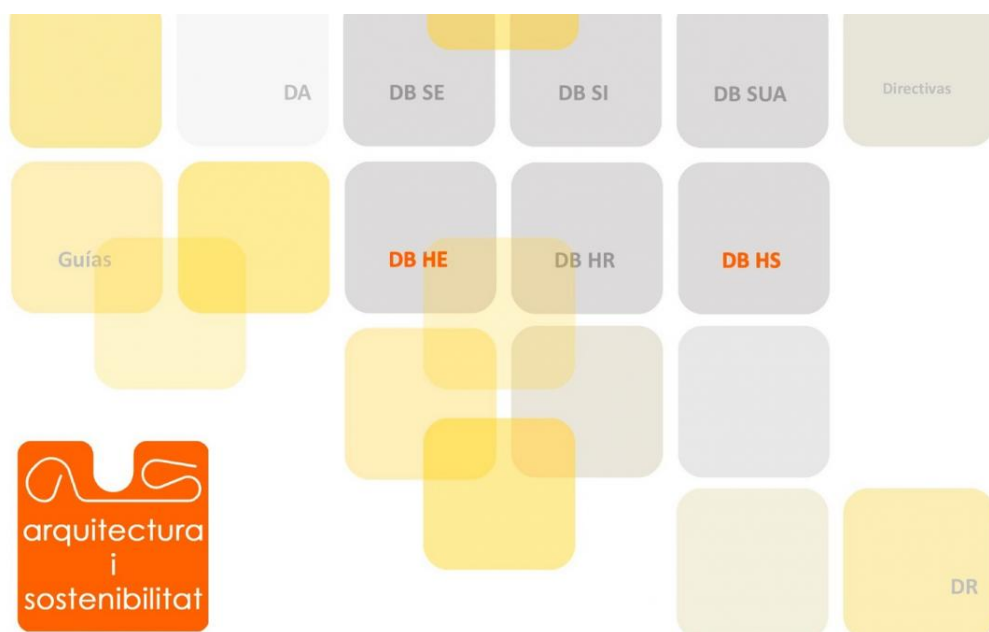 DA
DB SE
DB SI
DB SUA
Directivas
Guías
DB HE
DB HR
DB HS
arquitectura
i
sostenibilitat
DR